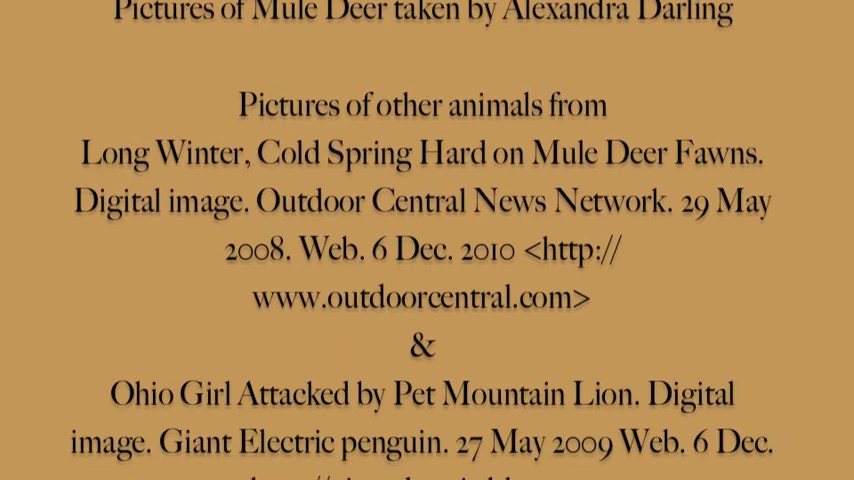 Pictures of Mule Deer taken by Alexandra Darling
Pictures of other animals from
Long Winter, Cold Spring Hard on Mule Deer Fawns.
Digital image. Outdoor Central News Network. 29 May
2008. Web. 6 Dec. 2010 <http://
www.outdoorcentral.com>
&
Ohio Girl Attacked by Pet Mountain Lion. Digital
image. Giant Electric penguin. 27 May 2009 Web. 6 Dec.